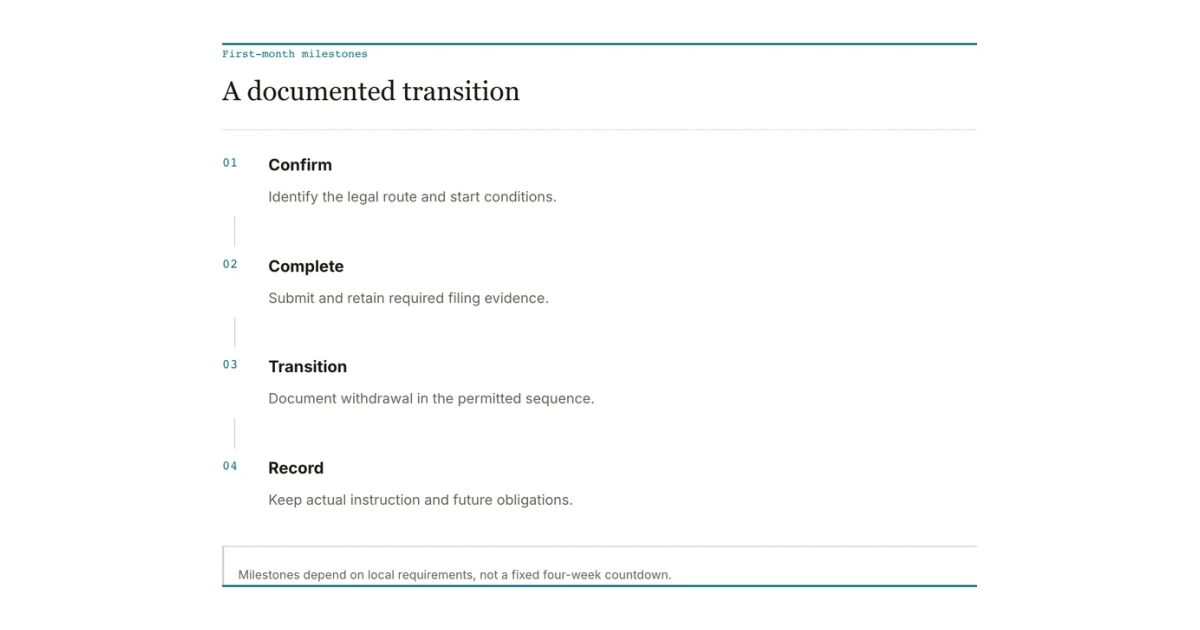 First-month milestones
A documented transition
01
Confirm
Identify the legal route and start conditions.
02
Complete
Submit and retain required filing evidence.
03
Transition
Document withdrawal in the permitted sequence.
04
Record
Keep actual instruction and future obligations.
Milestones depend on local requirements, not a fixed four-week countdown.